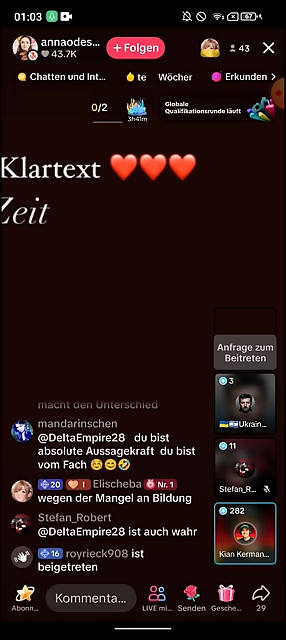 01:03
67
annaodes...
43.7K
+ Folgen
43
Chatten und Int...
te
Wöcher
Erkunden
0/2
3h41m
Globale
Qualifikationsrunde läuft
Klartext ❤️❤️❤️
Zeit
Anfrage zum
Beitreten
3
Ukrain...
11
Stefan_R...
282
Kian Kerman...
macht den Unterschied
mandarinschen
@DeltaEmpire28 du bist
absolute Aussagekraft du bist
vom Fach ☺️☺️🤣
20 I Elischeba Nr. 1
wegen der Mangel an Bildung
Stefan_Robert
@DeltaEmpire28 ist auch wahr
16 royrieck908 ist
beigetreten
Abonn...
Kommenta...
LIVE mi...
Senden
Gesche...
29